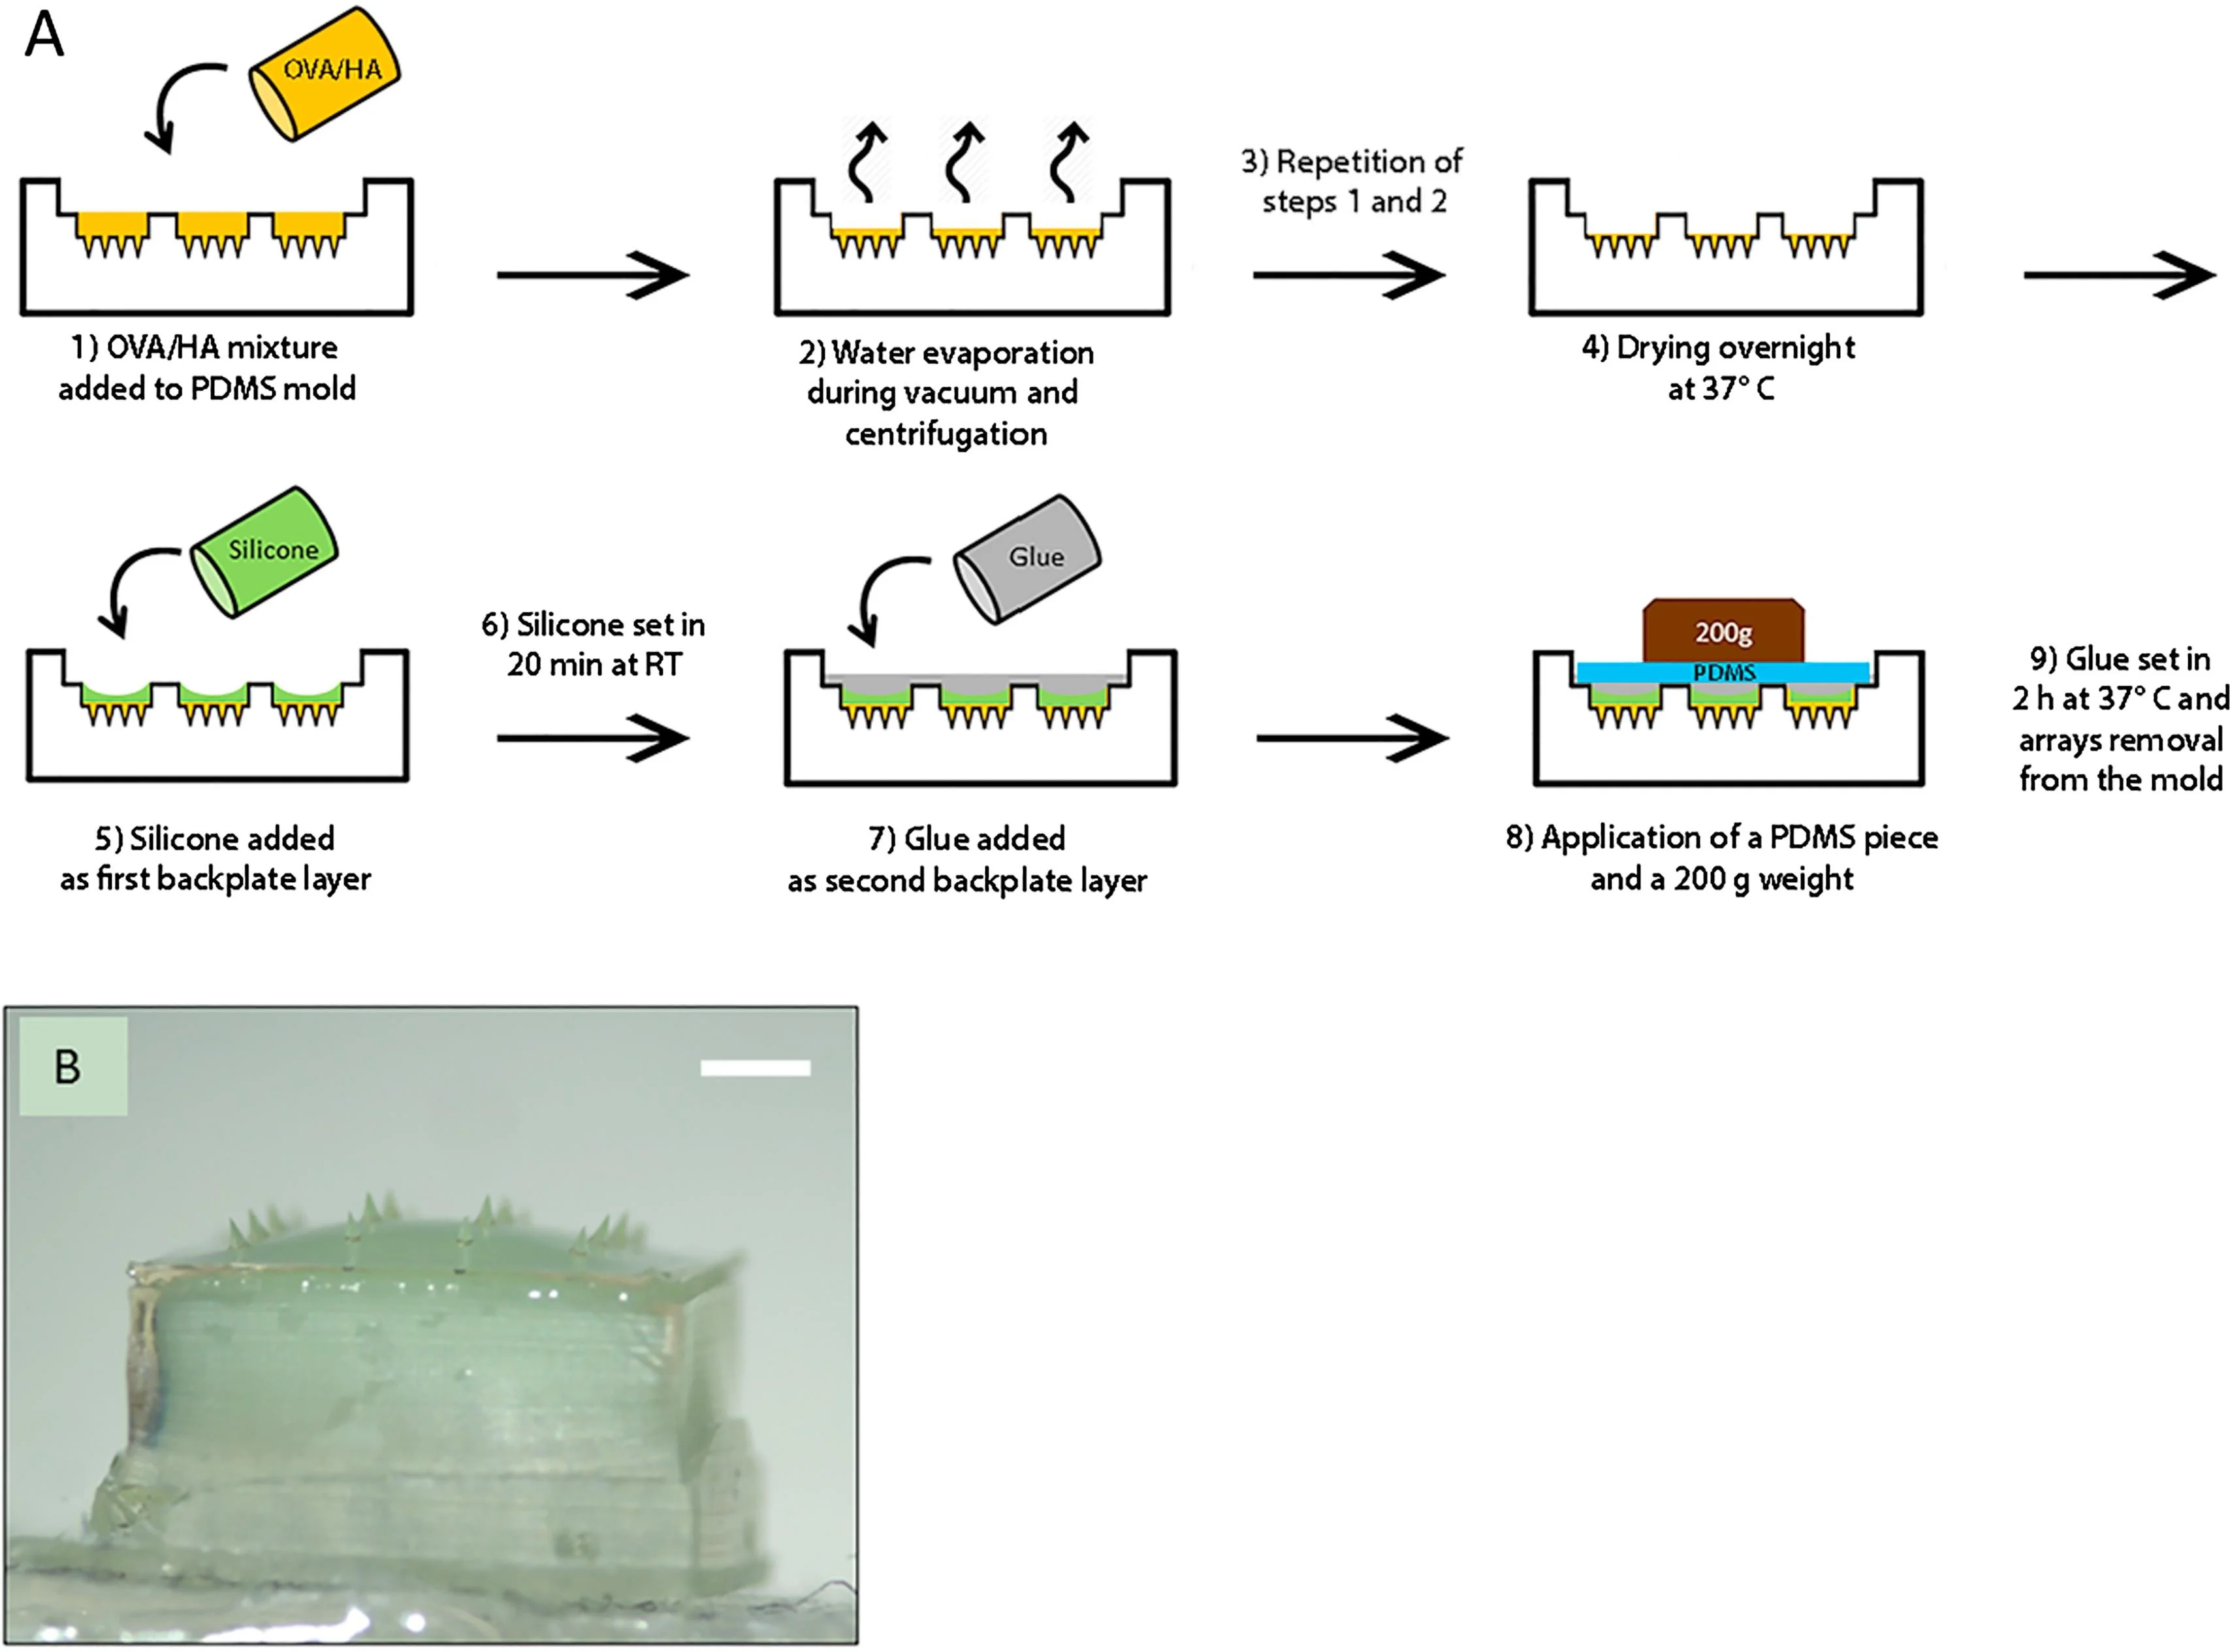 A
OVA/HA
3) Repetition of
steps 1 and 2
1) OVA/HA mixture
added to PDMS mold
2) Water evaporation
during vacuum and
centrifugation
4) Drying overnight
at 37° C
Silicone
Glue
6) Silicone set in
20 min at RT
200g
PDMS
9) Glue set in
2 h at 37° C and
arrays removal
from the mold
5) Silicone added
as first backplate layer
7) Glue added
as second backplate layer
8) Application of a PDMS piece
and a 200 g weight
B